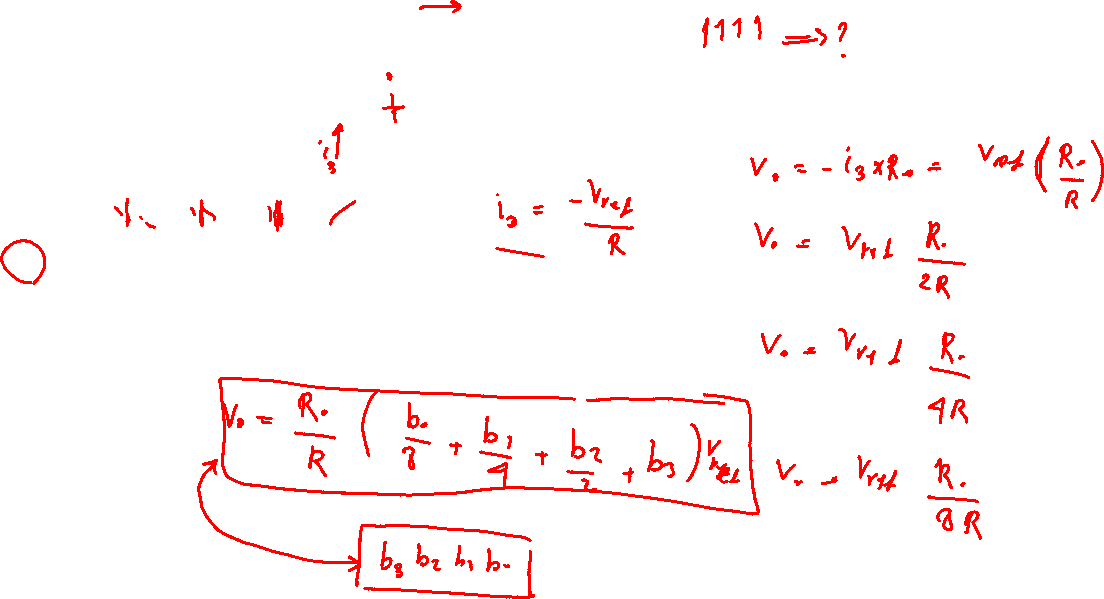 1111 => ?
i
i₃
i₃ = -Vref/R
V₀ = -i₃ × R₀ = Vref (R₀/R)
V₀ = Vref R₀/2R
V₀ = Vref R₀/4R
V₀ = R₀/R (b₀/8 + b₁/4 + b₂/2 + b₃) Vref
V₀ = Vref R₀/8R
b₃ b₂ b₁ b₀